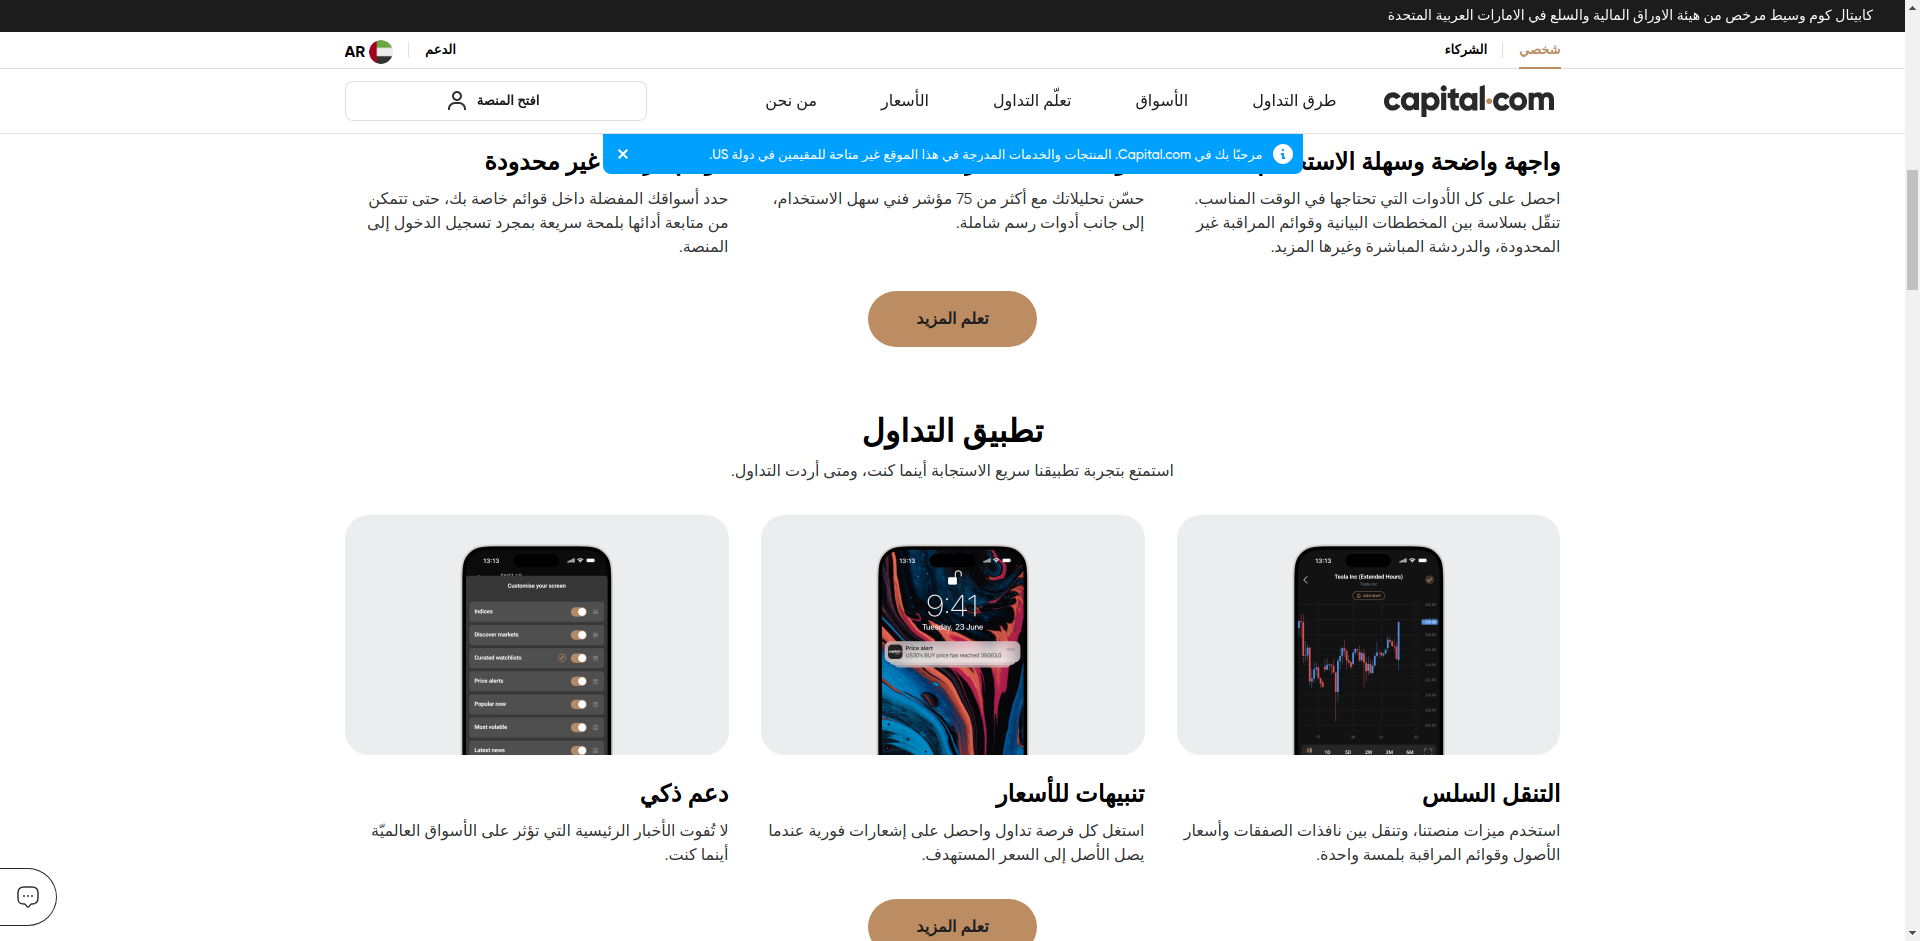 كابيتال كوم وسيط مرخص من هيئة الاوراق المالية والسلع في الامارات العربية المتحدة
شخصي
الشركاء
الدعم
AR
capital.com
طرق التداول
الأسواق
تعلّم التداول
الأسعار
من نحن
افتح المنصة
مرحبًا بك في Capital.com. المنتجات والخدمات المدرجة في هذا الموقع غير متاحة للمقيمين في دولة US.
واجهة واضحة وسهلة
احصل على كل الأدوات التي تحتاجها في الوقت المناسب.
تنقّل بسلاسة بين المخططات البيانية وقوائم المراقبة غير
المحدودة، والدردشة المباشرة وغيرها المزيد.
حسّن تحليلاتك مع أكثر من 75 مؤشر فني سهل الاستخدام،
إلى جانب أدوات رسم شاملة.
غير محدودة
حدد أسواقك المفضلة داخل قوائم خاصة بك، حتى تتمكن
من متابعة أدائها بلمحة سريعة بمجرد تسجيل الدخول إلى
المنصة.
تعلم المزيد
تطبيق التداول
استمتع بتجربة تطبيقنا سريع الاستجابة أينما كنت، ومتى أردت التداول.
13:13
Tesla Inc (Extended Hours)
Tesla Inc
Add alert
1D 5D 2W 3M 6M
التنقل السلس
استخدم ميزات منصتنا، وتنقل بين نافذات الصفقات وأسعار
الأصول وقوائم المراقبة بلمسة واحدة.
13:13
9:41
Tuesday, 23 June
Price alert
US30's BUY price has reached 35063.0
تنبيهات للأسعار
استغل كل فرصة تداول واحصل على إشعارات فورية عندما
يصل الأصل إلى السعر المستهدف.
13:13
Customise your screen
Indices
Discover markets
Curated watchlists
Price alerts
Popular now
Most volatile
Latest news
دعم ذكي
لا تُفوت الأخبار الرئيسية التي تؤثر على الأسواق العالميّة
أينما كنت.
تعلم المزيد